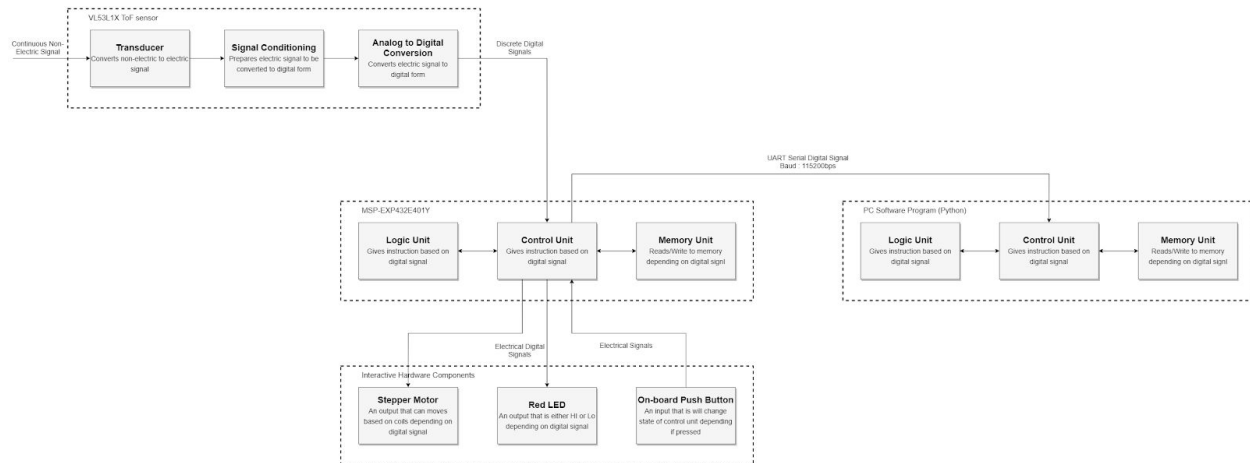 VL53L1X ToF sensor
Continuous Non-
Electric Signal
Transducer
Converts non-electric to electric
signal
Signal Conditioning
Prepares electric signal to be
converted to digital form
Analog to Digital
Conversion
Converts electric signal to
digital form
Discrete Digital
Signals
UART Serial Digital Signal
Baud : 115200bps
MSP-EXP432E401Y
Logic Unit
Gives instruction based on
digital signal
Control Unit
Gives instruction based on
digital signal
Memory Unit
Reads/Write to memory
depending on digital signl
PC Software Program (Python)
Logic Unit
Gives instruction based on
digital signal
Control Unit
Gives instruction based on
digital signal
Memory Unit
Reads/Write to memory
depending on digital signl
Electrical Digital
Signals
Electrical Signals
Interactive Hardware Components
Stepper Motor
An output that can moves
based on coils depending on
digital signal
Red LED
An output that is either HI or Lo
depending on digital signal
On-board Push Button
An input that is will change
state of control unit depending
if pressed